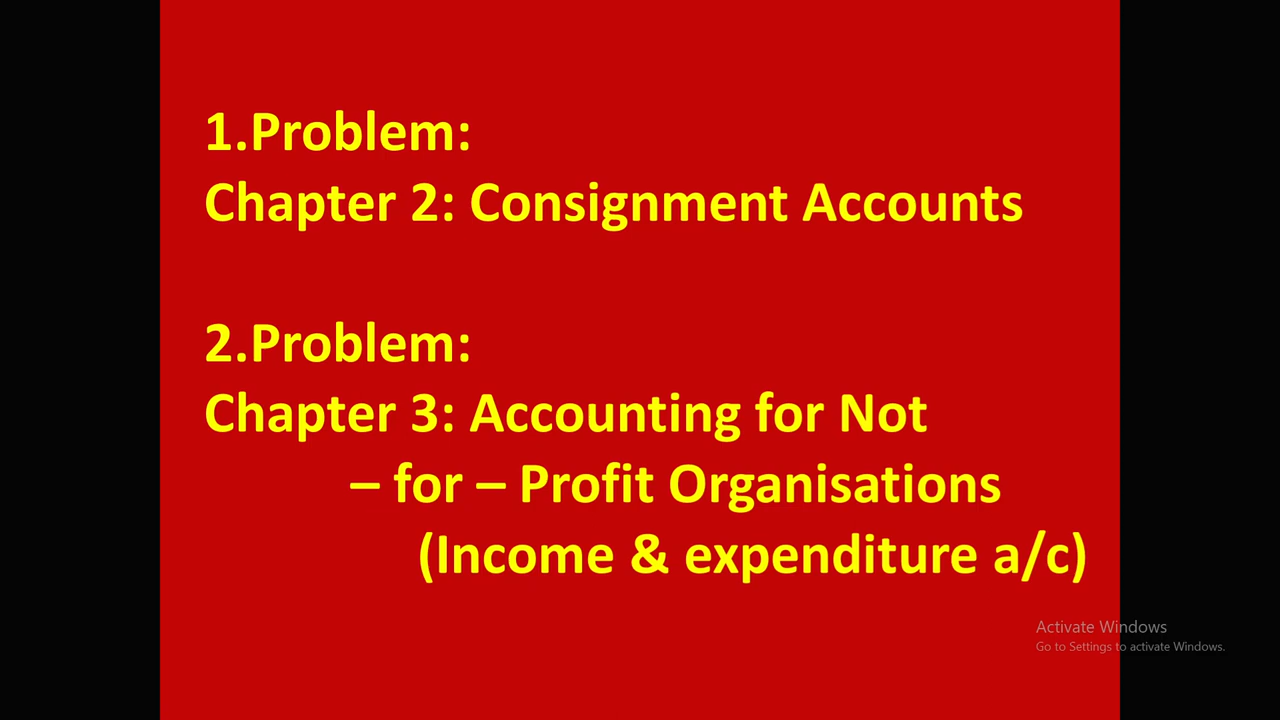 1.Problem:
Chapter 2: Consignment Accounts
2.Problem:
Chapter 3: Accounting for Not
– for – Profit Organisations
(Income & expenditure a/c)
Activate Windows
Go to Settings to activate Windows.